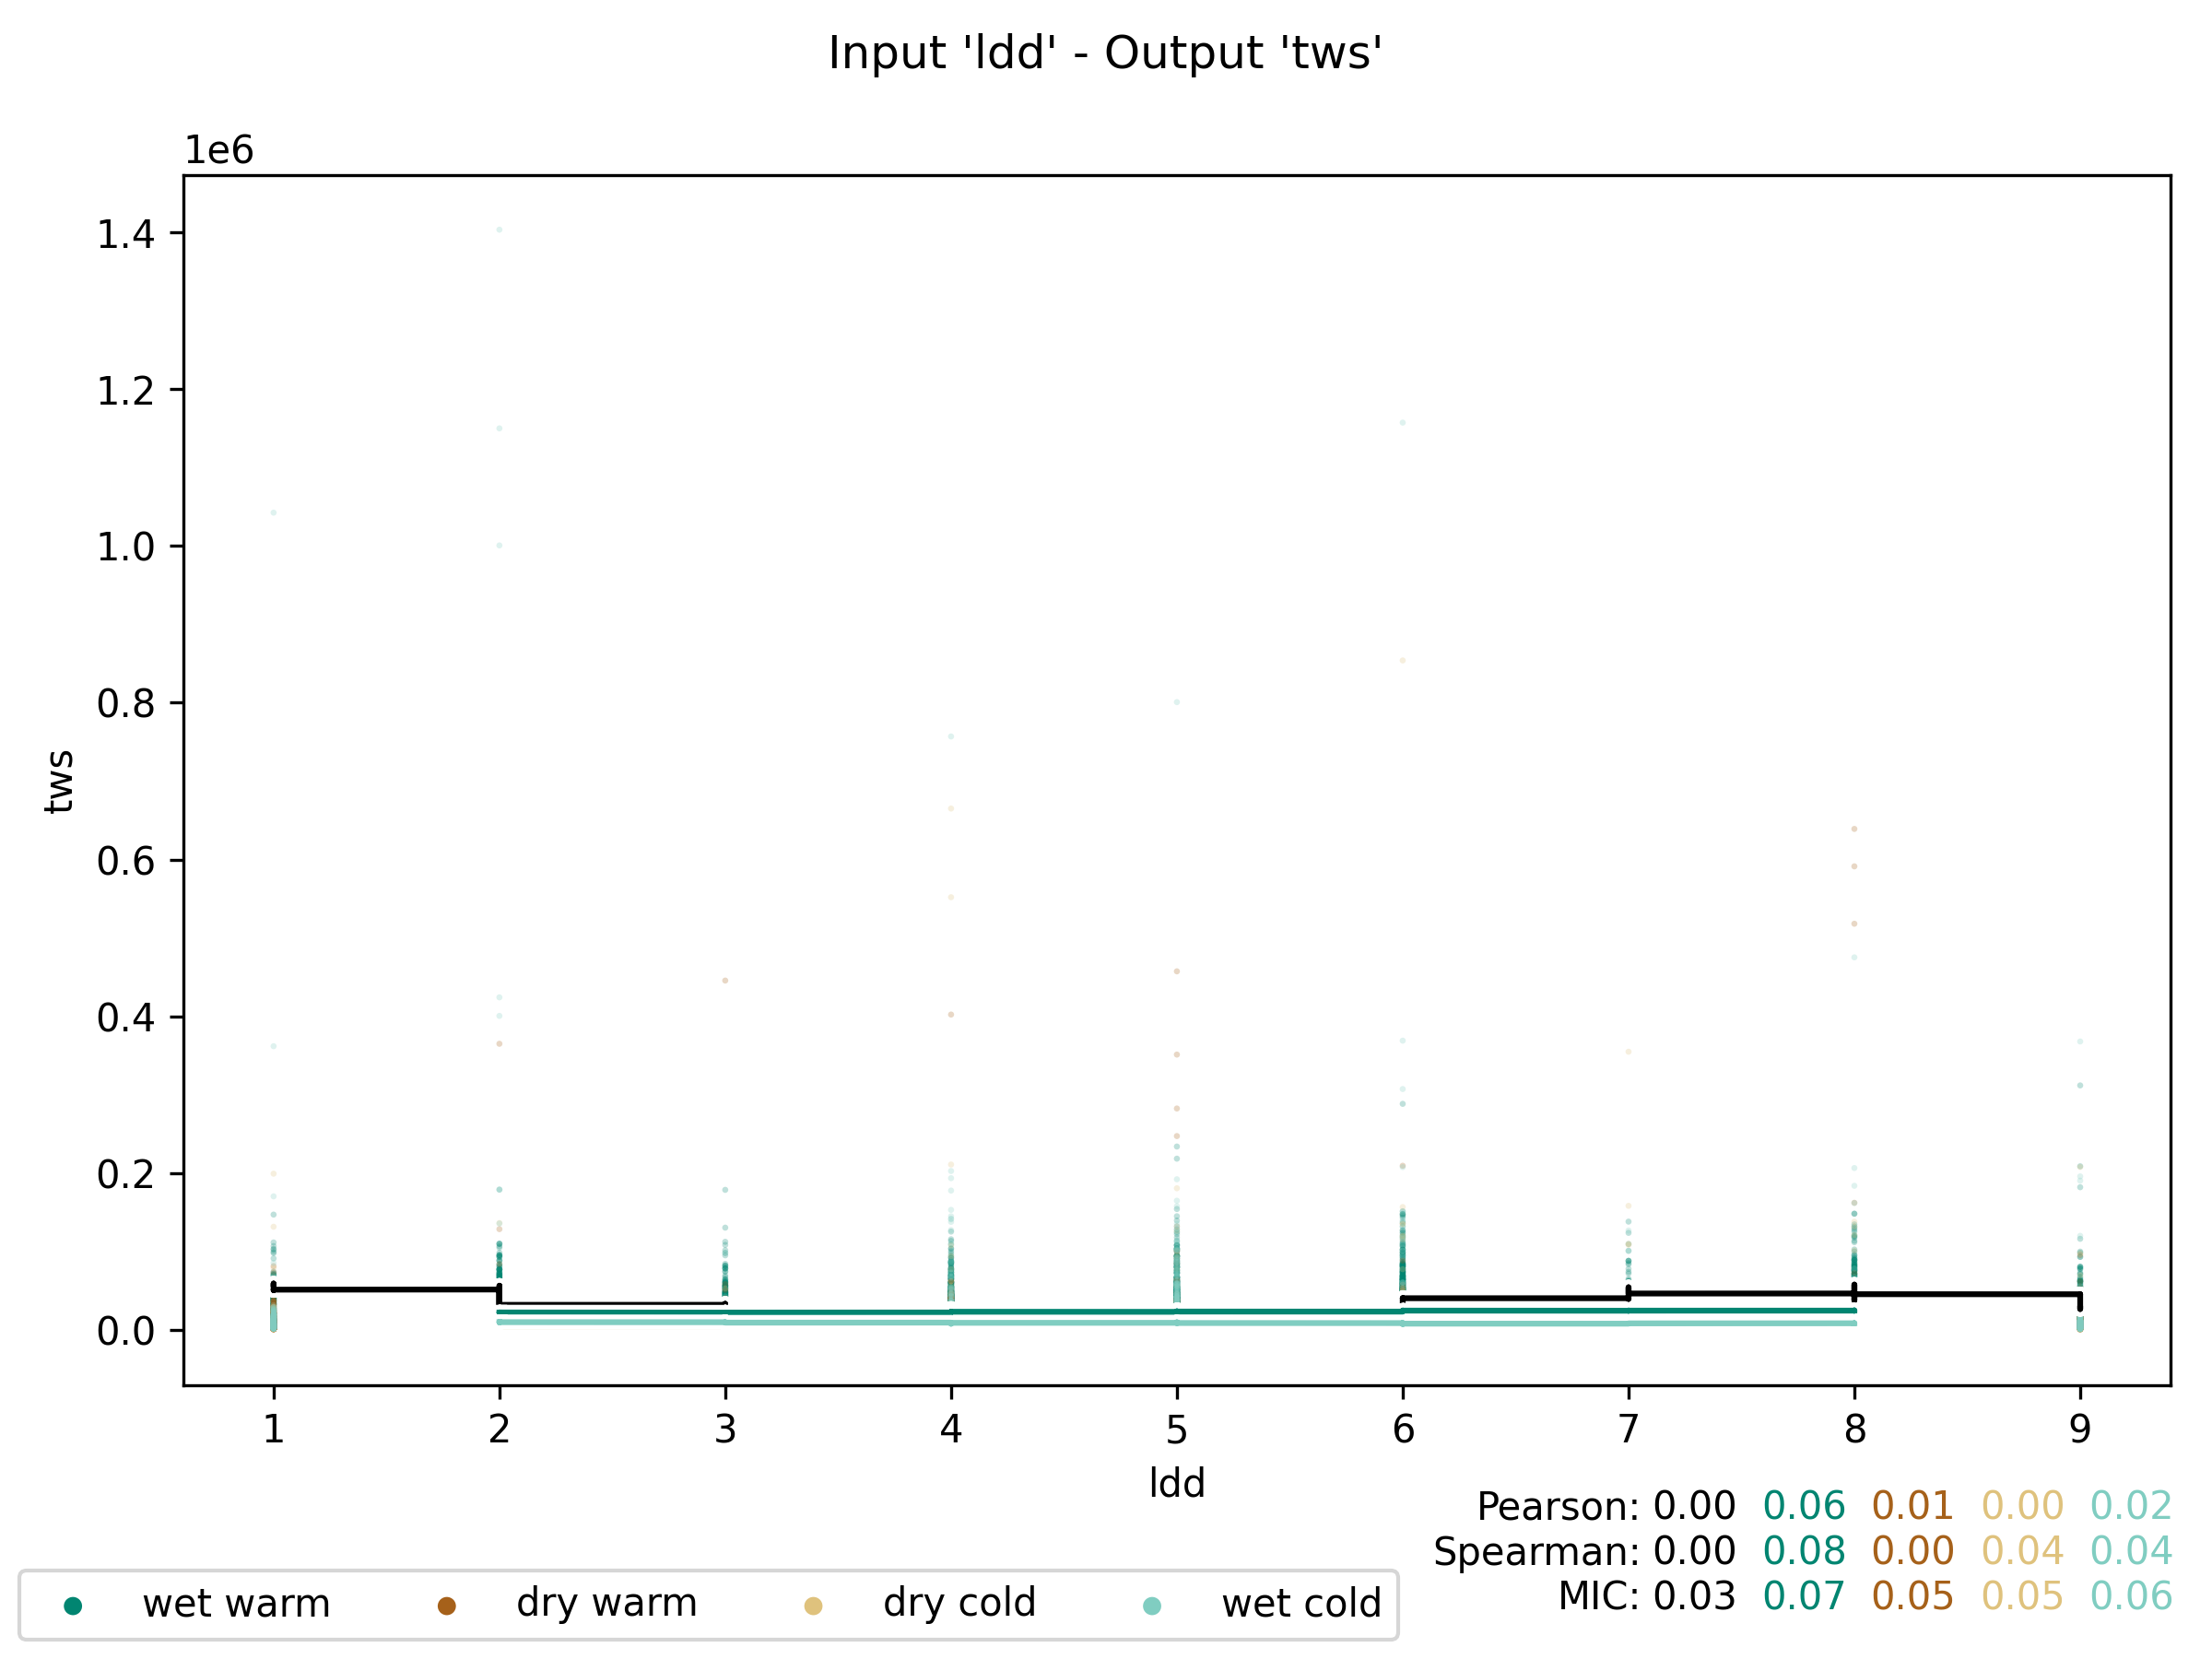 Input 'ldd' - Output 'tws'
1e6
1.4
1.2
1.0
0.8
0.6
0.4
0.2
0.0
tws
1 2 3 4 5 6 7 8 9
ldd
Pearson: 0.00 0.06 0.01 0.00 0.02
Spearman: 0.00 0.08 0.00 0.04 0.04
MIC: 0.03 0.07 0.05 0.05 0.06
wet warm dry warm dry cold wet cold